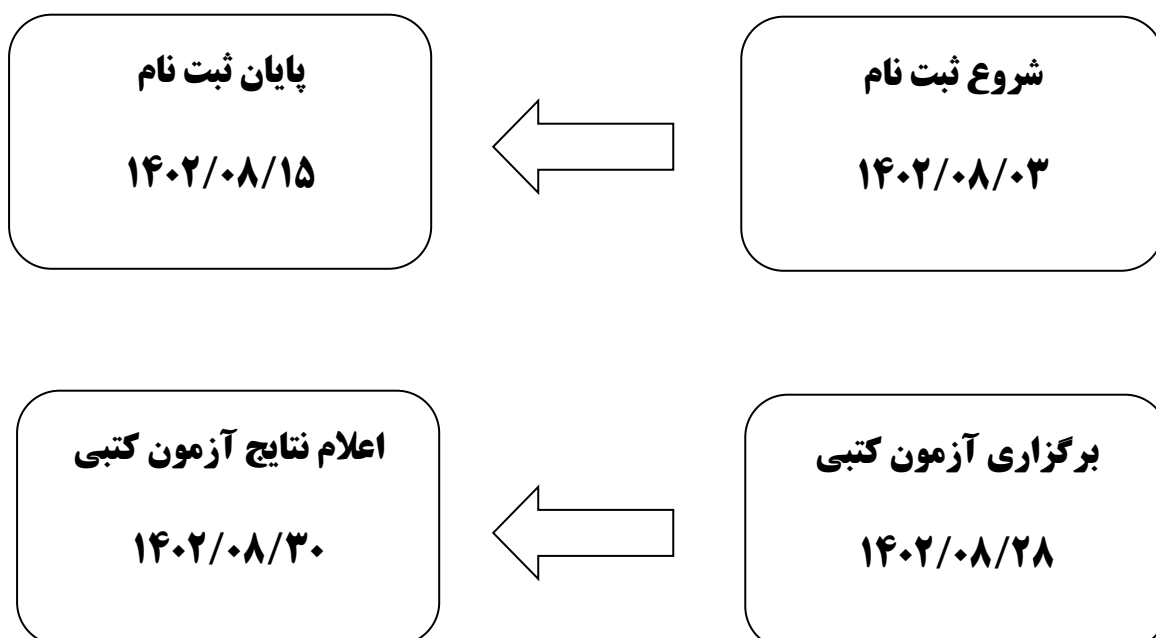 شروع ثبت نام
۱۴۰۲/۰۸/۰۳
پایان ثبت نام
۱۴۰۲/۰۸/۱۵
برگزاری آزمون کتبی
۱۴۰۲/۰۸/۲۸
اعلام نتایج آزمون کتبی
۱۴۰۲/۰۸/۳۰